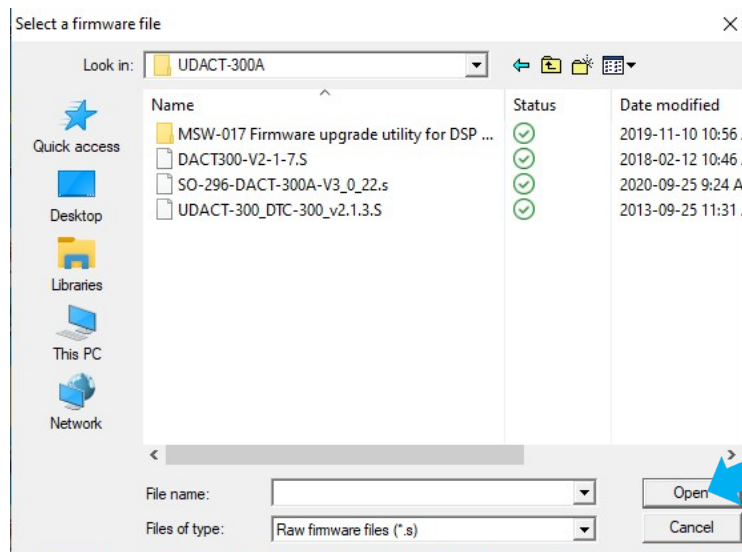 Select a firmware file
Look in: UDACT-300A
Quick access
Desktop
Libraries
This PC
Network
Name Status Date modified
MSW-017 Firmware upgrade utility for DSP ... 2019-11-10 10:56
DACT300-V2-1-7.S 2018-02-12 10:46
SO-296-DACT-300A-V3_0_22.s 2020-09-25 9:24 A
UDACT-300_DTC-300_v2.1.3.S 2013-09-25 11:31
File name: Open
Files of type: Raw firmware files (*.s) Cancel